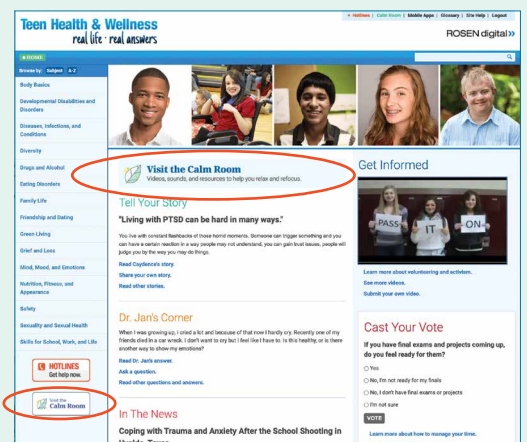 Teen Health & Wellness
real life · real answers
Hotlines | Calm Room | Mobile Apps | Glossary | Site Help | Logout
ROSEN digital»
HOME
Browse by: Subject A-Z
Body Basics
Developmental Disabilities and
Disorders
Diseases, Infections, and
Conditions
Diversity
Drugs and Alcohol
Eating Disorders
Family Life
Friendship and Dating
Green Living
Grief and Loss
Mind, Mood, and Emotions
Nutrition, Fitness, and
Appearance
Safety
Sexuality and Sexual Health
Skills for School, Work, and Life
HOTLINES
Get help now.
Visit the
Calm Room
Visit the Calm Room
Videos, sounds, and resources to help you relax and refocus.
Tell Your Story
"Living with PTSD can be hard in many ways."
You live with constant flashbacks of those horrid moments. Someone can trigger something and you
can have a certain reaction in a way people may not understand, you can gain trust issues, people will
judge you by the way you may do things.
Read Caydence's story.
Share your own story.
Read other stories.
Dr. Jan's Corner
When I was growing up, I cried a lot and because of that now I hardly cry. Recently one of my
friends died in a car wreck. I don't want to cry but I feel like I have to. Is this healthy, or is there
another way to show my emotions?
Read Dr. Jan's answer.
Ask a question.
Read other questions and answers.
In The News
Coping with Trauma and Anxiety After the School Shooting in
Uvalde, Texas
Get Informed
PASS
IT
ON
Learn more about volunteering and activism.
See more videos.
Submit your own video.
Cast Your Vote
If you have final exams and projects coming up,
do you feel ready for them?
Yes
No, I'm not ready for my finals
No, I don't have final exams or projects
I'm not sure
VOTE
Learn more about how to manage your time.